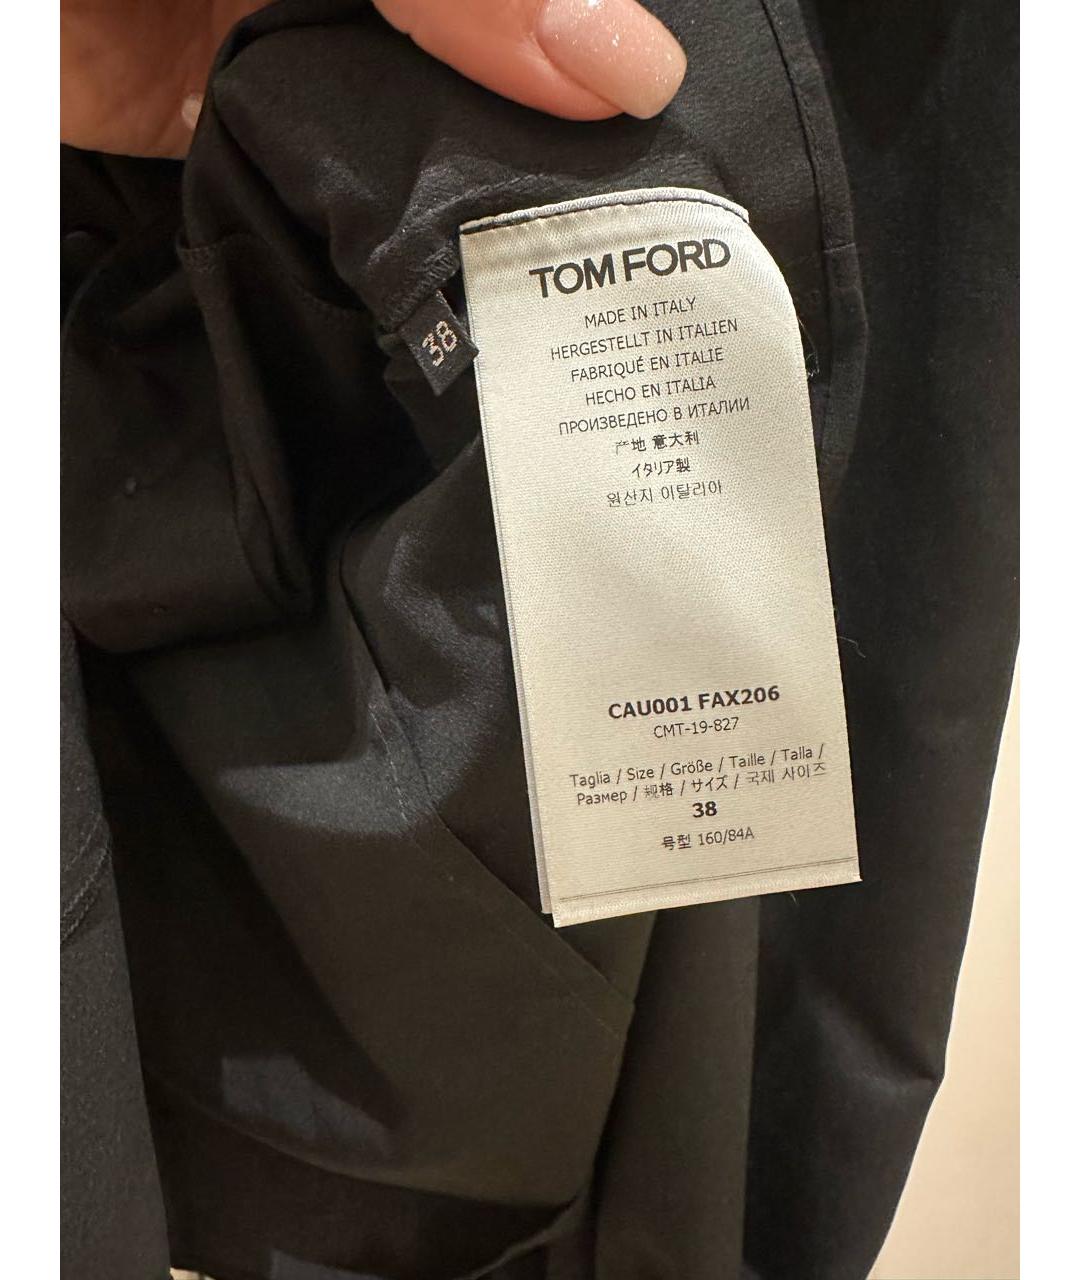 TOM FORD
MADE IN ITALY
HERGESTELLT IN ITALIEN
FABRIQUÉ EN ITALIE
HECHO EN ITALIA
ПРОИЗВЕДЕНО В ИТАЛИИ
产地 意大利
イタリア製
원산지 이탈리아
38
CAU001 FAX206
CMT-19-827
Taglia / Size / Größe / Taille / Talla /
Размер / 规格 / サイズ / 국제 사이즈
38
号型 160/84A